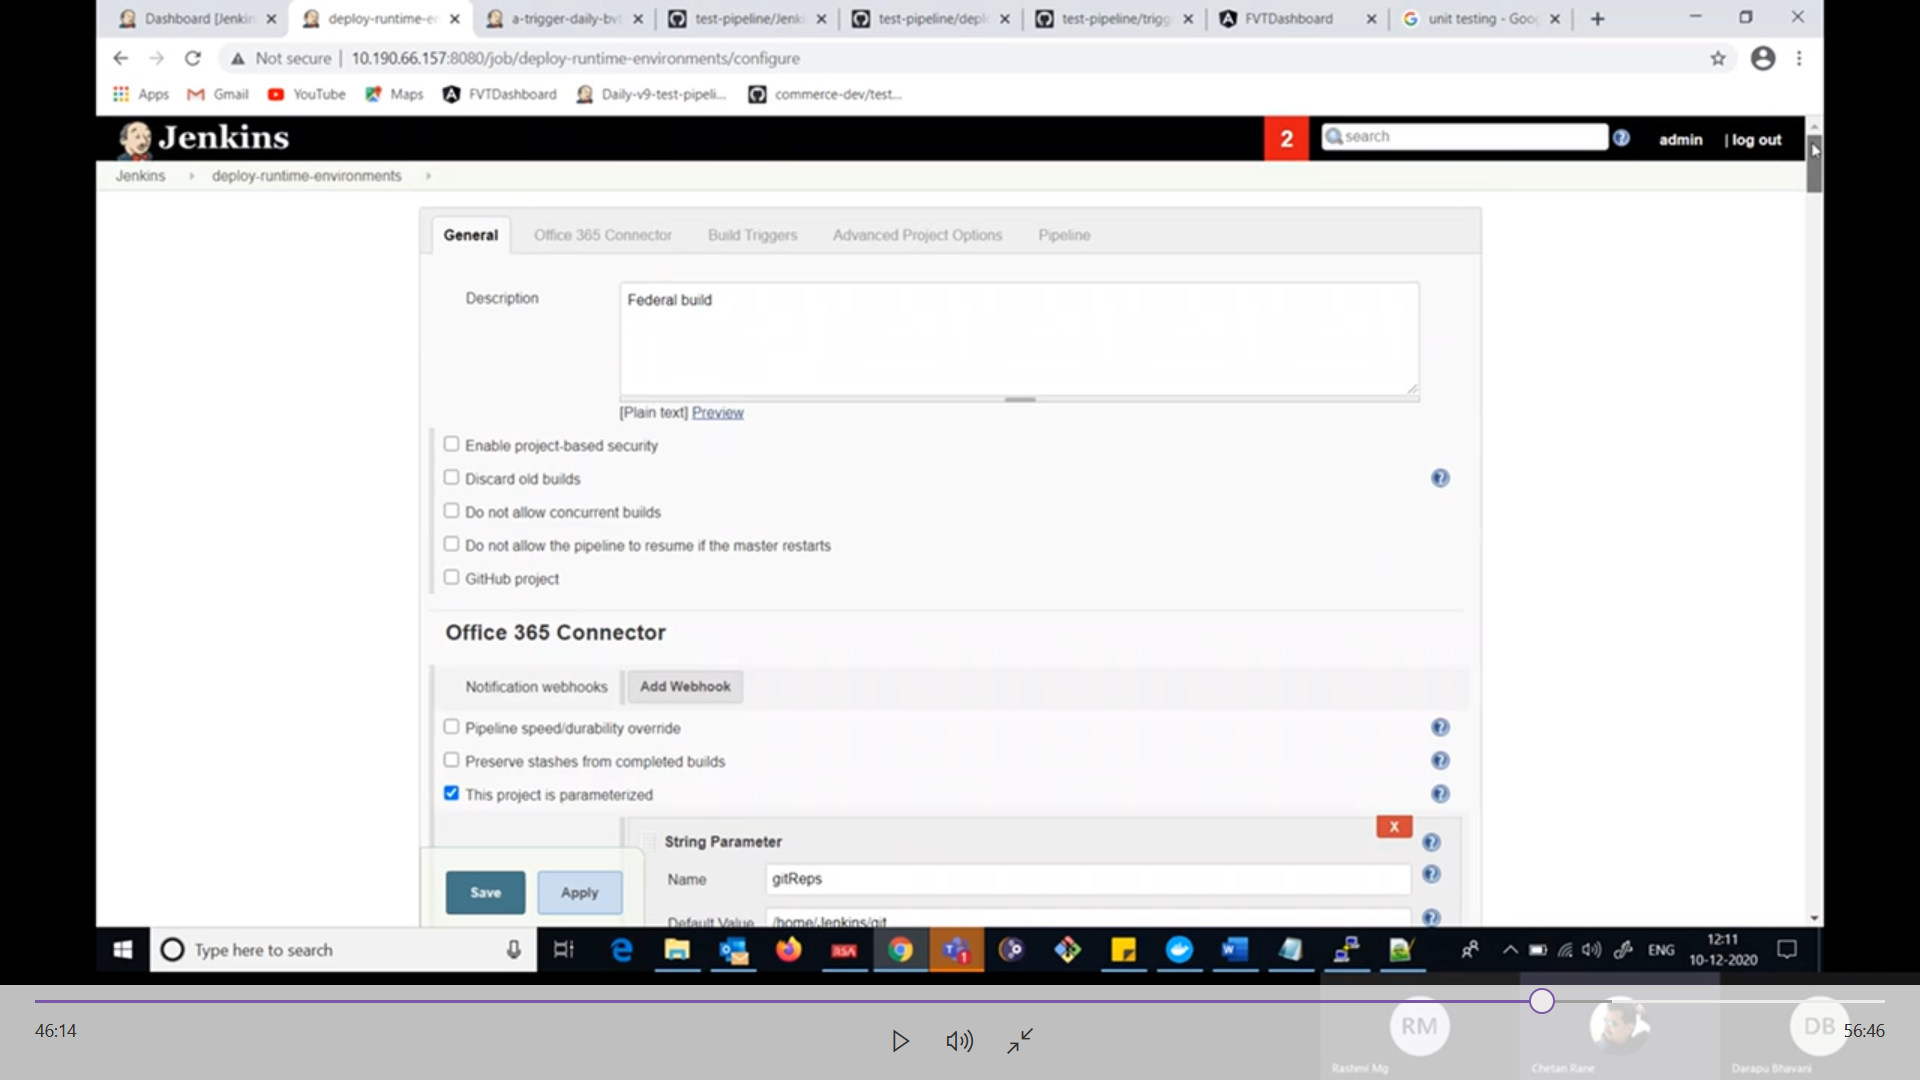 Dashboard [Jenkin
deploy-runtime-er
a-trigger-daily-bvt
test-pipeline/Jenki
test-pipeline/deplo
test-pipeline/trigg
FVTDashboard
unit testing - Goo
Not secure | 10.190.66.157:8080/job/deploy-runtime-environments/configure
Apps
Gmail
YouTube
Maps
FVTDashboard
Daily-v9-test-pipeli...
commerce-dev/test...
Jenkins
2
search
admin
| log out
Jenkins
deploy-runtime-environments
General
Office 365 Connector
Build Triggers
Advanced Project Options
Pipeline
Description
Federal build
[Plain text] Preview
Enable project-based security
Discard old builds
Do not allow concurrent builds
Do not allow the pipeline to resume if the master restarts
GitHub project
Office 365 Connector
Notification webhooks
Add Webhook
Pipeline speed/durability override
Preserve stashes from completed builds
This project is parameterized
X
String Parameter
Name
gitReps
Default Value
/home/Jenkins/git
Save
Apply
Type here to search
RSA
1
ENG
12:11
10-12-2020
46:14
RM
DB
56:46
Rashmi Mg
Chetan Rane
Darapu Bhavani